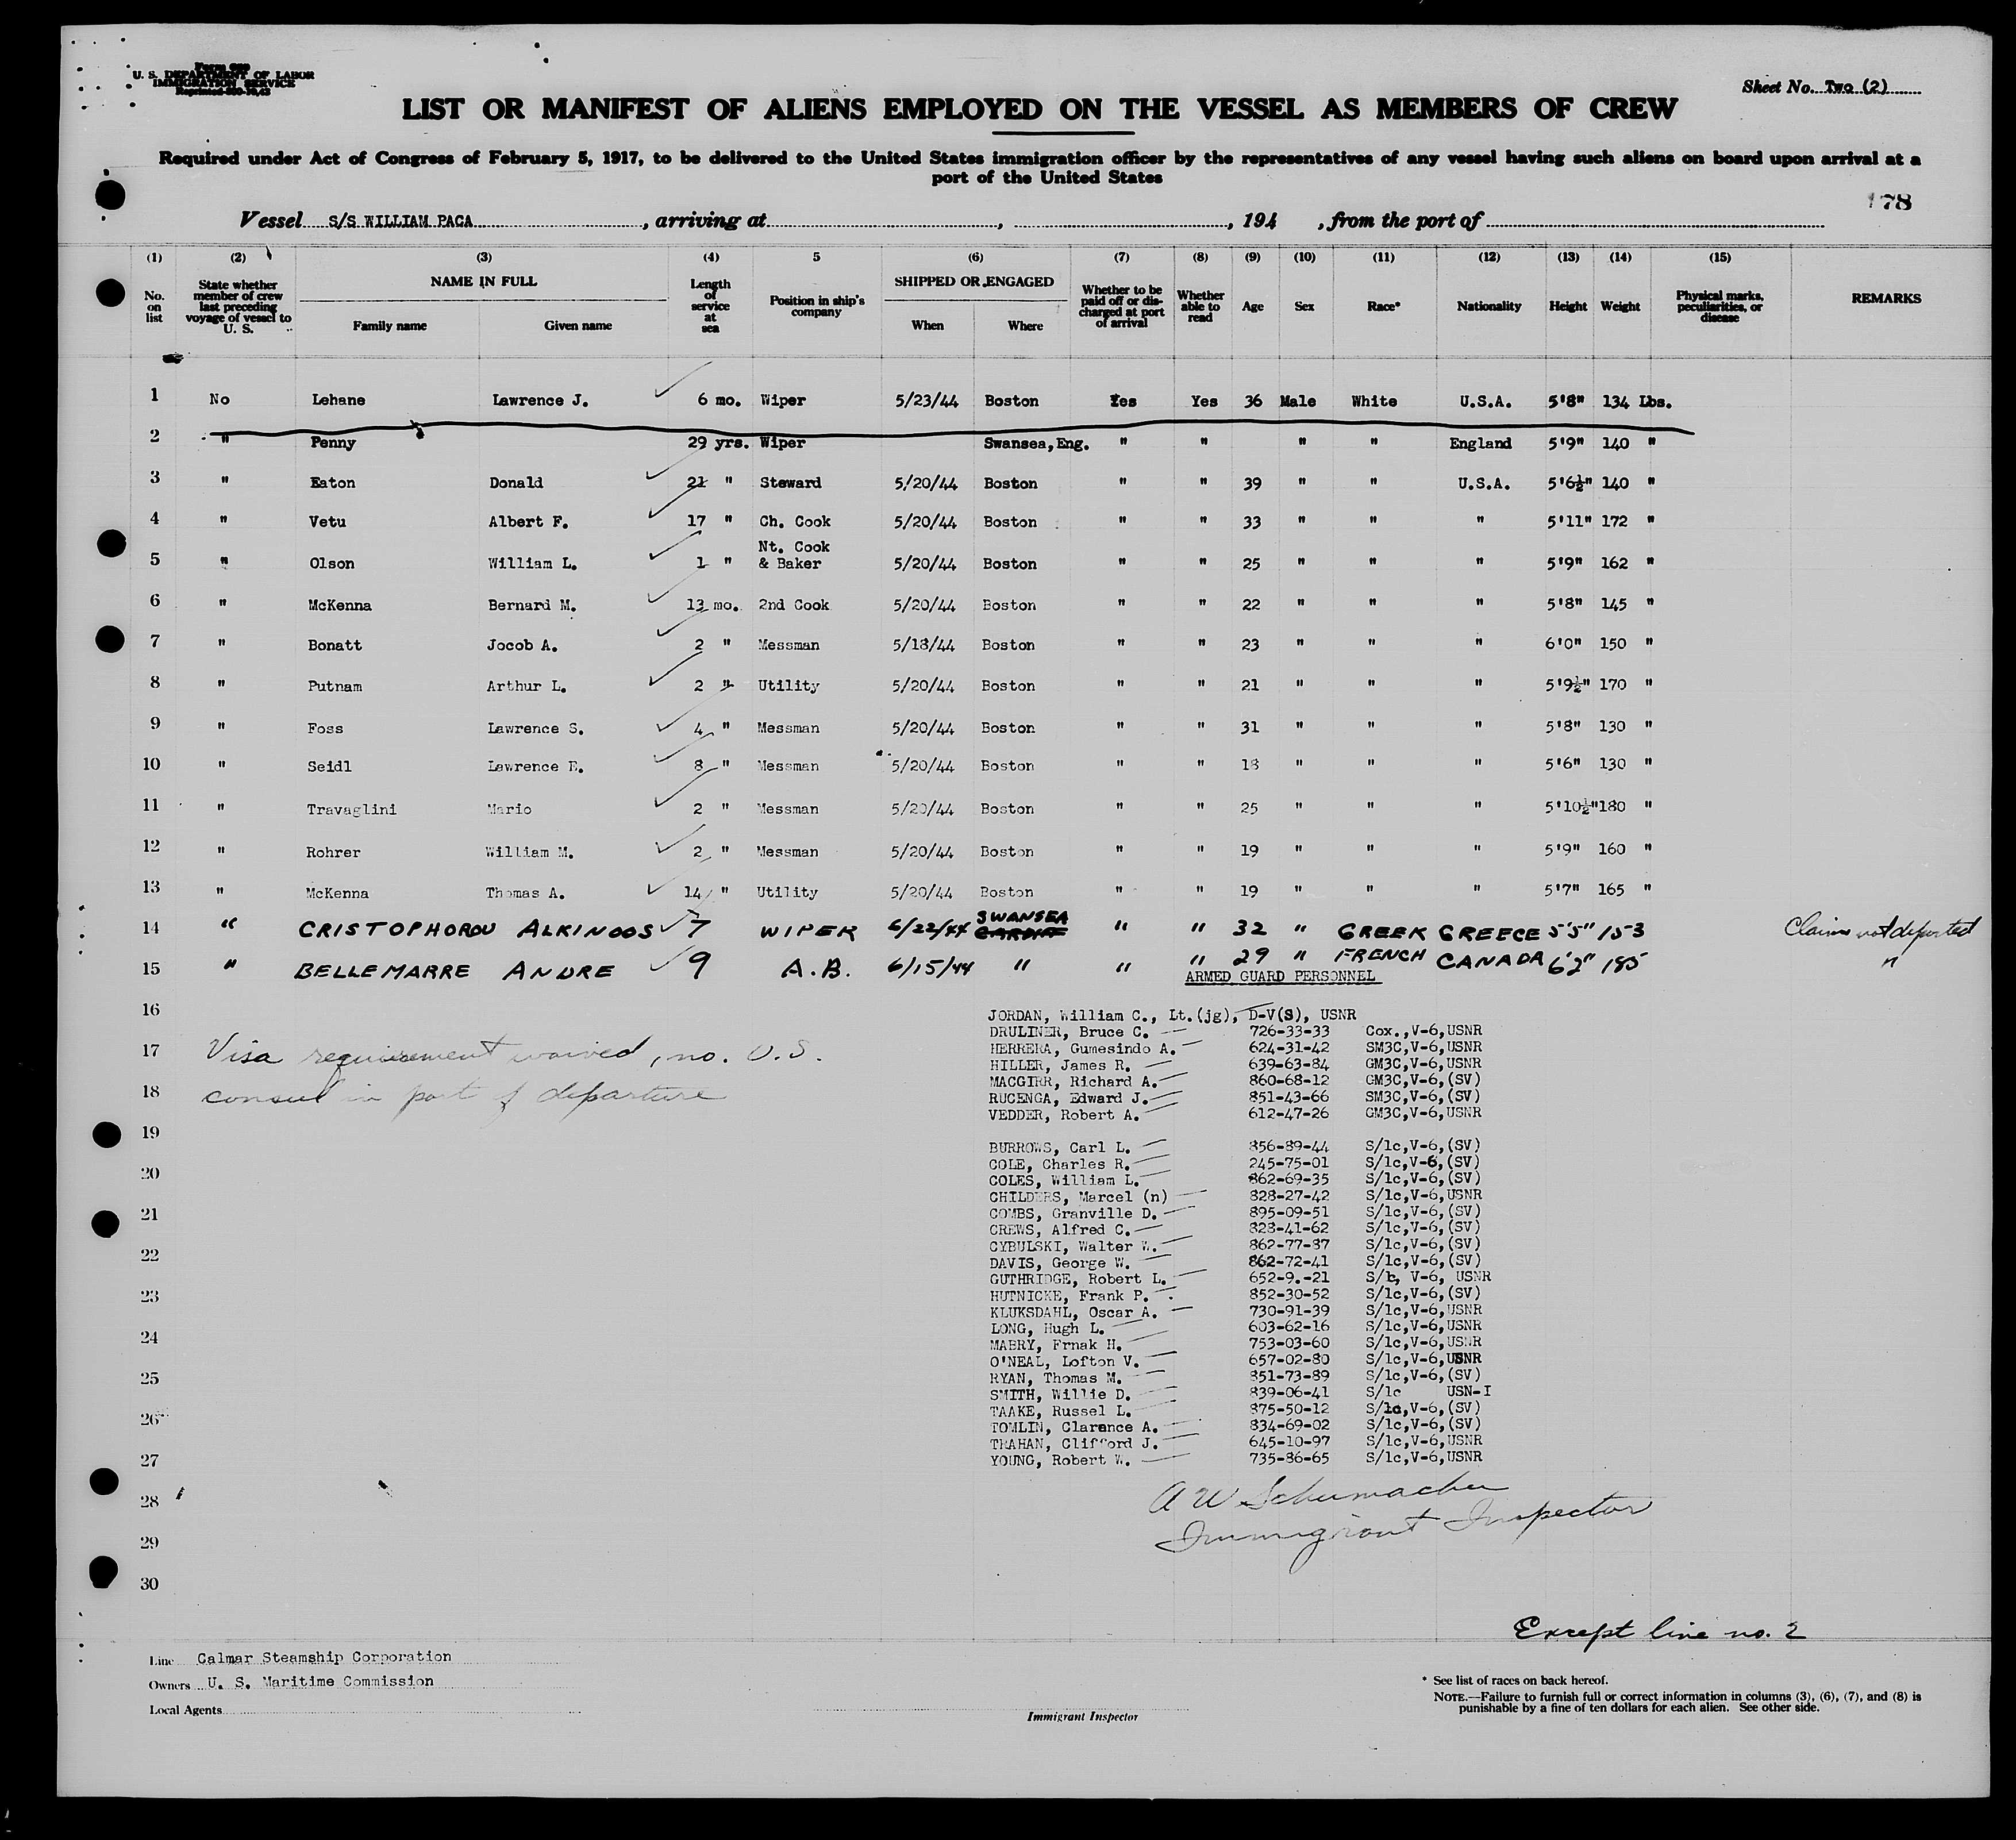 Form 689
U. S. DEPARTMENT OF LABOR
IMMIGRATION SERVICE
Sheet No. Two (2)
LIST OR MANIFEST OF ALIENS EMPLOYED ON THE VESSEL AS MEMBERS OF CREW
Required under Act of Congress of February 5, 1917, to be delivered to the United States immigration officer by the representatives of any vessel having such aliens on board upon arrival at a
port of the United States
178
Vessel S/S WILLIAM PACA, arriving at , , 194 , from the port of
(1) (2) (3) (4) 5 (6) (7) (8) (9) (10) (11) (12) (13) (14) (15)
No. on list State whether member of crew last preceding voyage of vessel to U. S. NAME IN FULL Family name Given name Length of service at sea Position in ship's company SHIPPED OR ENGAGED When Where Whether to be paid off or discharged at port of arrival Whether able to read Age Sex Race* Nationality Height Weight Physical marks, peculiarities, or disease REMARKS
1 No Lehane Lawrence J. 6 mo. Wiper 5/23/44 Boston Yes Yes 36 Male White U.S.A. 5'8" 134 Lbs.
2 " Penny 29 yrs. Wiper Swansea, Eng. " " " " England 5'9" 140 "
3 " Eaton Donald 21 " Steward 5/20/44 Boston " " 39 " " U.S.A. 5'6½" 140 "
4 " Vetu Albert F. 17 " Ch. Cook 5/20/44 Boston " " 33 " " " 5'11" 172 "
Nt. Cook
5 " Olson William L. 1 " & Baker 5/20/44 Boston " " 25 " " " 5'9" 162 "
6 " McKenna Bernard M. 13 mo. 2nd Cook 5/20/44 Boston " " 22 " " " 5'8" 145 "
7 " Bonatt Jocob A. 2 " Messman 5/18/44 Boston " " 23 " " " 6'0" 150 "
8 " Putnam Arthur L. 2 " Utility 5/20/44 Boston " " 21 " " " 5'9½" 170 "
9 " Foss Lawrence S. 4 " Messman 5/20/44 Boston " " 31 " " " 5'8" 130 "
10 " Seidl Lawrence E. 8 " Messman 5/20/44 Boston " " 18 " " " 5'6" 130 "
11 " Travaglini Mario 2 " Messman 5/20/44 Boston " " 25 " " " 5'10½" 180 "
12 " Rohrer William M. 2 " Messman 5/20/44 Boston " " 19 " " " 5'9" 160 "
13 " McKenna Thomas A. 14 " Utility 5/20/44 Boston " " 19 " " " 5'7" 165 "
14 " CRISTOPHOROU ALKINOOS 7 WIPER 6/22/44 SWANSEA CARDIFF " " 32 " GREEK GREECE 5'5" 153 Claims not deported
15 " BELLEMARRE ANDRE 9 A.B. 6/15/44 " " " 29 " FRENCH CANADA 6'2" 185 "
ARMED GUARD PERSONNEL
16 JORDAN, William C., Lt.(jg), D-V(S), USNR
DRULINER, Bruce C. 726-33-33 Cox.,V-6,USNR
17 HERRERA, Gumesindo A. 624-31-42 SM3C,V-6,USNR
Visa requirement waived, no. U.S.
HILLER, James R. 639-63-84 GM3C,V-6,USNR
MACGIRR, Richard A. 860-68-12 GM3C,V-6,(SV)
18 RUCENGA, Edward J. 851-43-66 SM3C,V-6,(SV)
consul in port of departure
VEDDER, Robert A. 612-47-26 GM3C,V-6,USNR
19
BURROWS, Carl L. 856-89-44 S/1c,V-6,(SV)
COLE, Charles R. 245-75-01 S/1c,V-6,(SV)
20 COLES, William L. 862-69-35 S/1c,V-6,(SV)
CHILDERS, Marcel (n) 828-27-42 S/1c,V-6,USNR
21 COMBS, Granville D. 895-09-51 S/1c,V-6,(SV)
CREWS, Alfred C. 828-41-62 S/1c,V-6,(SV)
CYBULSKI, Walter W. 862-77-87 S/1c,V-6,(SV)
22 DAVIS, George W. 862-72-41 S/1c,V-6,(SV)
GUTHRIDGE, Robert L. 652-9.-21 S/1c, V-6, USNR
23 HUTNICKE, Frank P. 852-30-52 S/1c,V-6,(SV)
KLUKSDAHL, Oscar A. 730-91-39 S/1c,V-6,USNR
24 LONG, Hugh L. 603-62-16 S/1c,V-6,USNR
MABRY, Frnak H. 753-03-60 S/1c,V-6,USNR
O'NEAL, Lofton V. 657-02-80 S/1c,V-6,USNR
25 RYAN, Thomas M. 851-73-89 S/1c,V-6,(SV)
SMITH, Willie D. 839-06-41 S/1c USN-I
26 TAAKE, Russel L. 875-50-12 S/1c,V-6,(SV)
TOMLIN, Clarence A. 834-69-02 S/1c,V-6,(SV)
TRAHAN, Clifford J. 645-10-97 S/1c,V-6,USNR
27 YOUNG, Robert W. 735-86-65 S/1c,V-6,USNR
28 A W Schumacher
29 Immigrant Inspector
30
Except line no. 2
Line Calmar Steamship Corporation
Owners U. S. Maritime Commission
Local Agents
Immigrant Inspector
* See list of races on back hereof.
NOTE.—Failure to furnish full or correct information in columns (3), (6), (7), and (8) is
punishable by a fine of ten dollars for each alien. See other side.